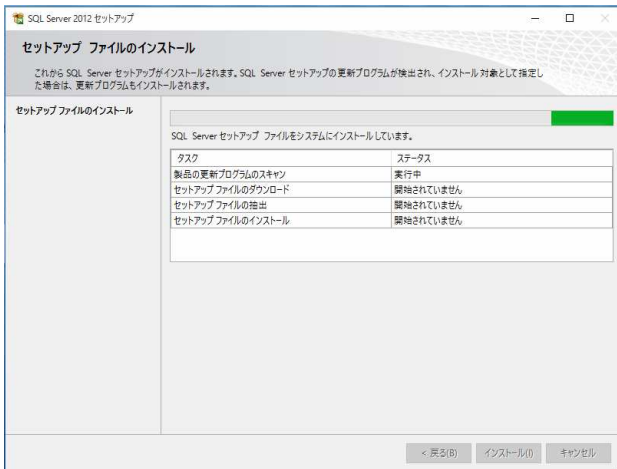 SQL Server 2012 セットアップ
セットアップ ファイルのインストール
これから SQL Server セットアップがインストールされます。SQL Server セットアップの更新プログラムが検出され、インストール対象として指定し
た場合は、更新プログラムもインストールされます。
セットアップ ファイルのインストール
SQL Server セットアップ ファイルをシステムにインストールしています。
タスク ステータス
製品の更新プログラムのスキャン 実行中
セットアップ ファイルのダウンロード 開始されていません
セットアップ ファイルの抽出 開始されていません
セットアップ ファイルのインストール 開始されていません
< 戻る(B) インストール(I) キャンセル